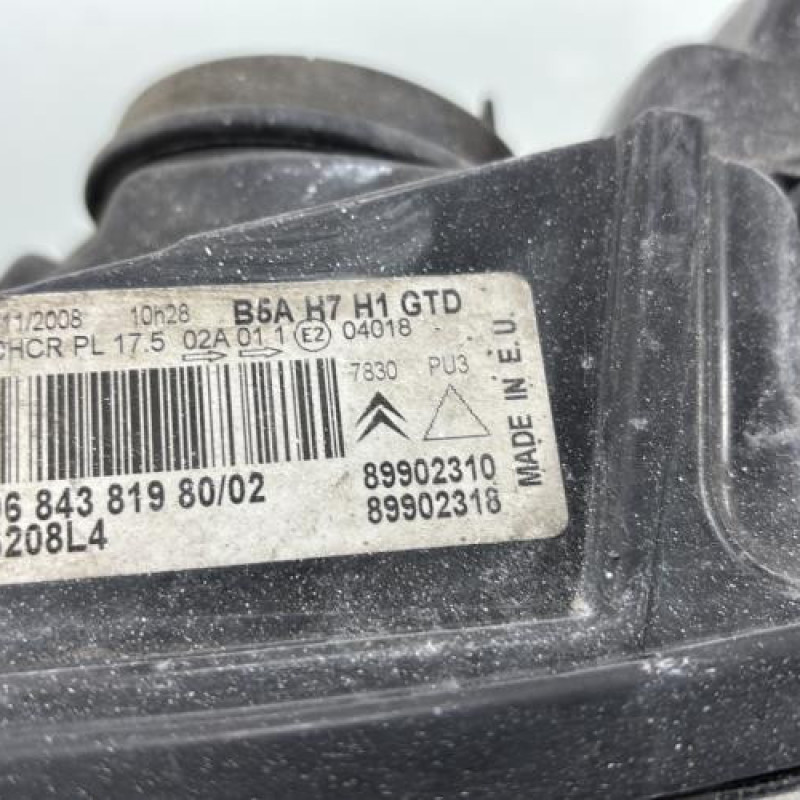 11/2008 10h28 B5A H7 H1 GTD
CHCR PL 17.5 02A 01 1 E2 04018
7830 PU3
MADE IN E.U.
6 843 819 80/02 89902310
208L4 89902318